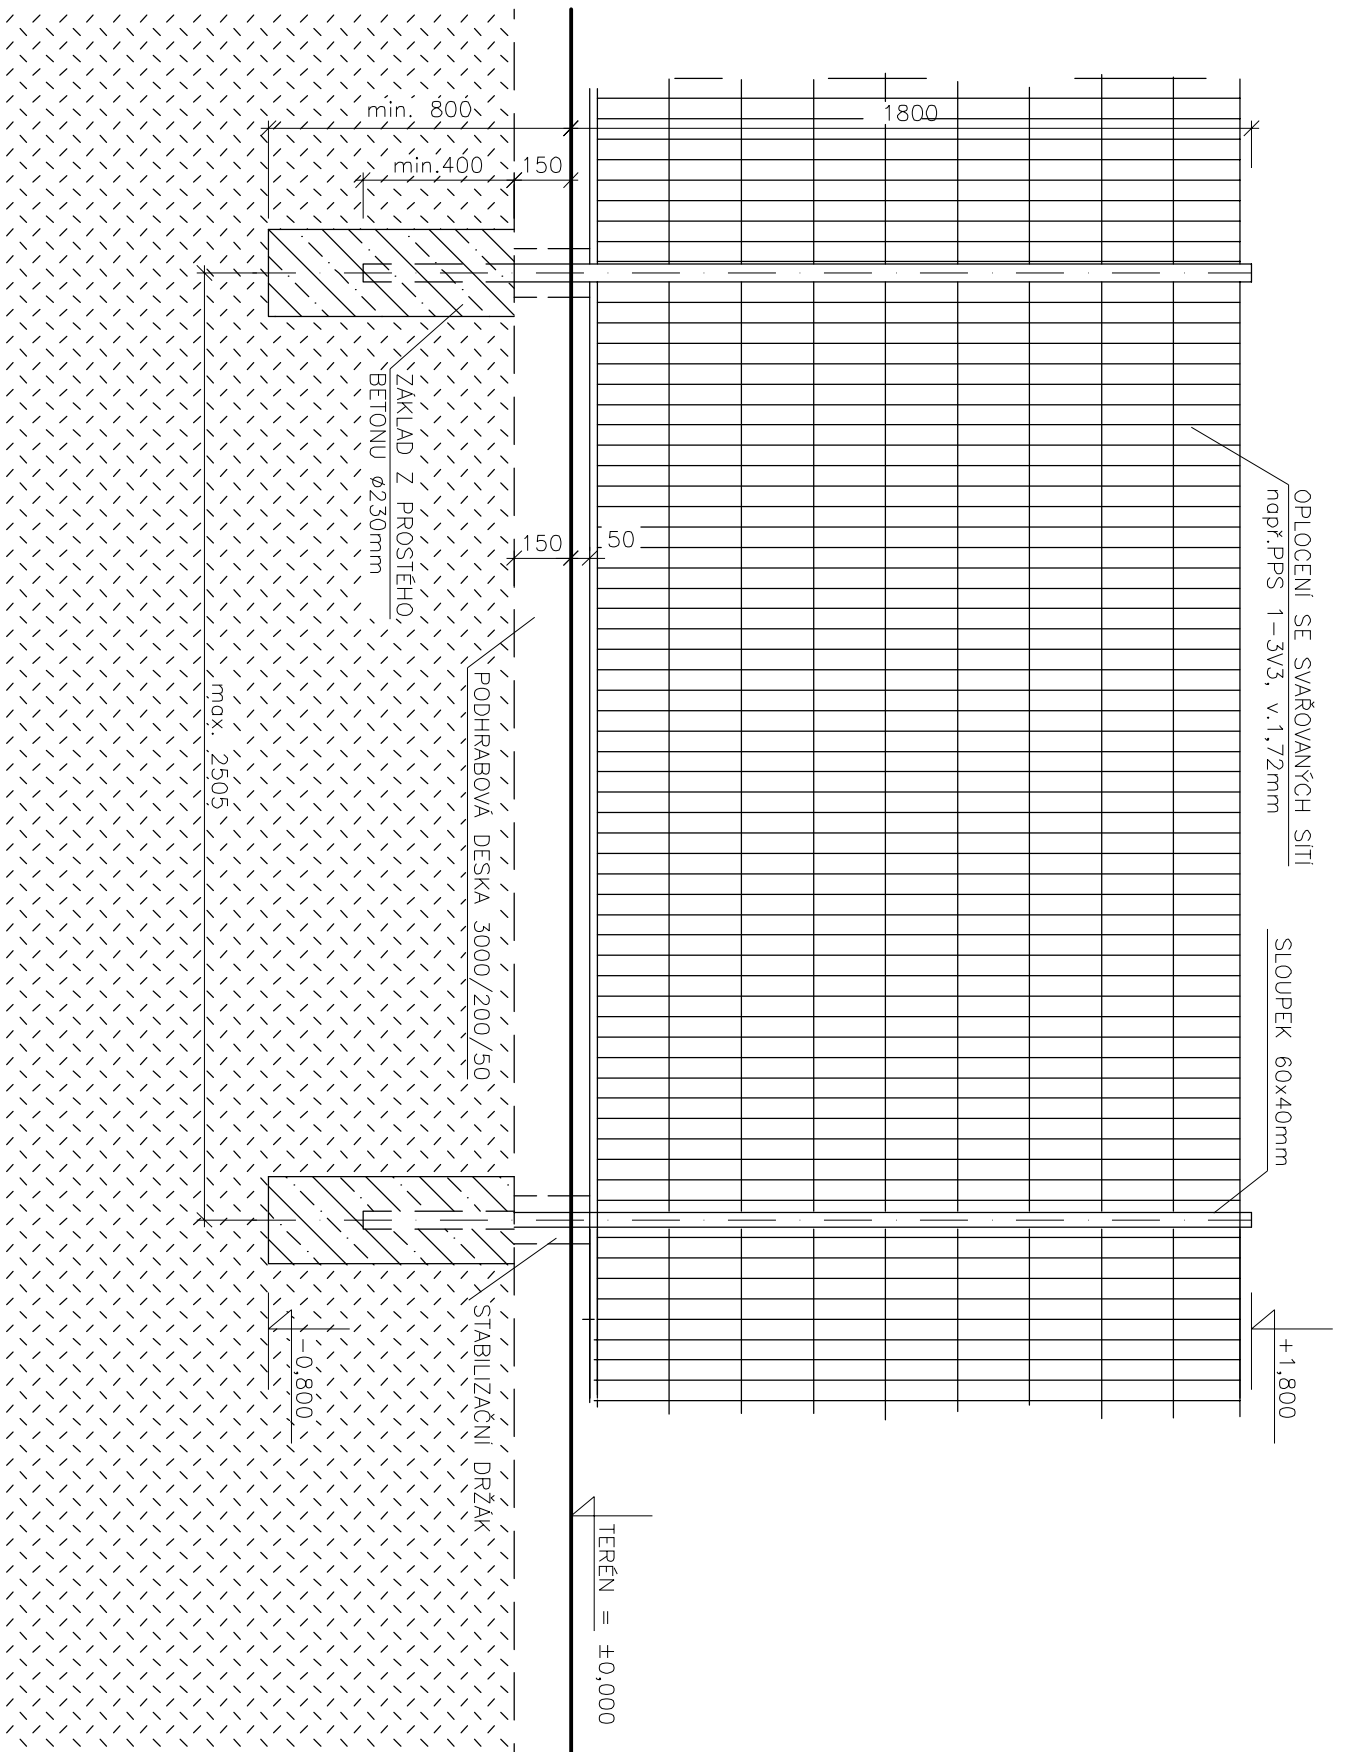 OPLOCENÍ SE SVAŘOVANÝCH SÍTÍ
např.PPS 1-3V3, v.1,72mm
SLOUPEK 60x40mm
+1,800
1800
min. 800
min.400
150
150
50
TERÉN = ±0,000
ZÁKLAD Z PROSTÉHO
BETONU ø230mm
PODHRABOVÁ DESKA 3000/200/50
STABILIZAČNÍ DRŽÁK
-0,800
max. 2505